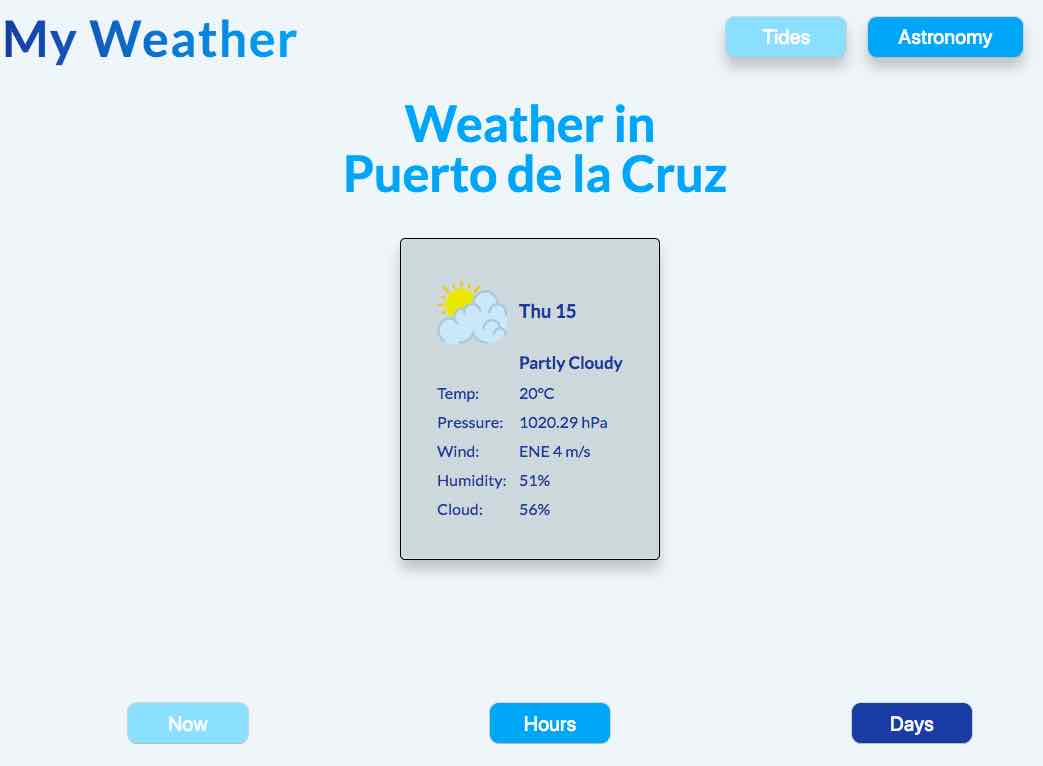 My Weather
Tides
Astronomy
Weather in
Puerto de la Cruz
Thu 15
Partly Cloudy
Temp: 20°C
Pressure: 1020.29 hPa
Wind: ENE 4 m/s
Humidity: 51%
Cloud: 56%
Now
Hours
Days